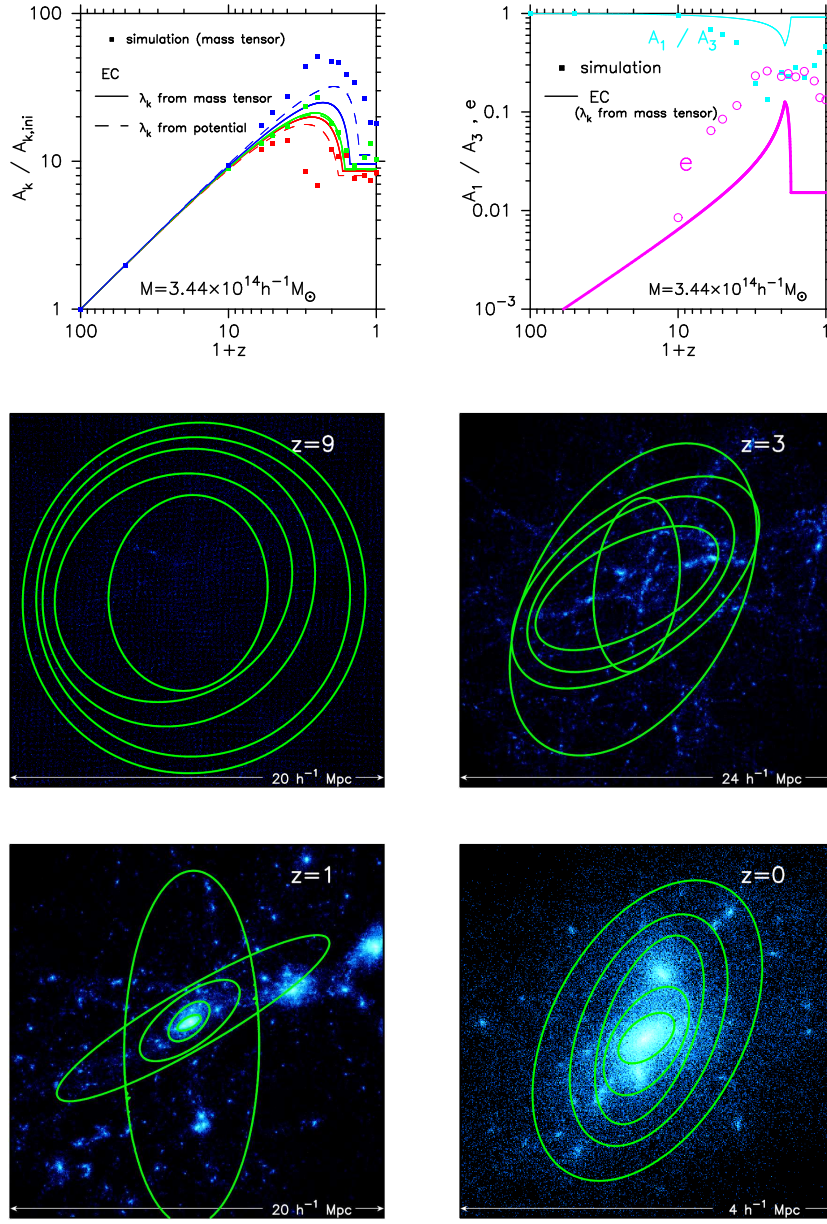 100
10
1
A_k / A_{k,ini}
simulation (mass tensor)
EC
λ_k from mass tensor
λ_k from potential
M=3.44×10^{14}h^{-1}M_⊙
100 10 1
1+z
1
0.1
0.01
10^{-3}
A_1 / A_3 , e
A_1 / A_3
simulation
EC
(λ_k from mass tensor)
e
M=3.44×10^{14}h^{-1}M_⊙
100 10 1
1+z
z=9
20 h^{-1} Mpc
z=3
24 h^{-1} Mpc
z=1
20 h^{-1} Mpc
z=0
4 h^{-1} Mpc